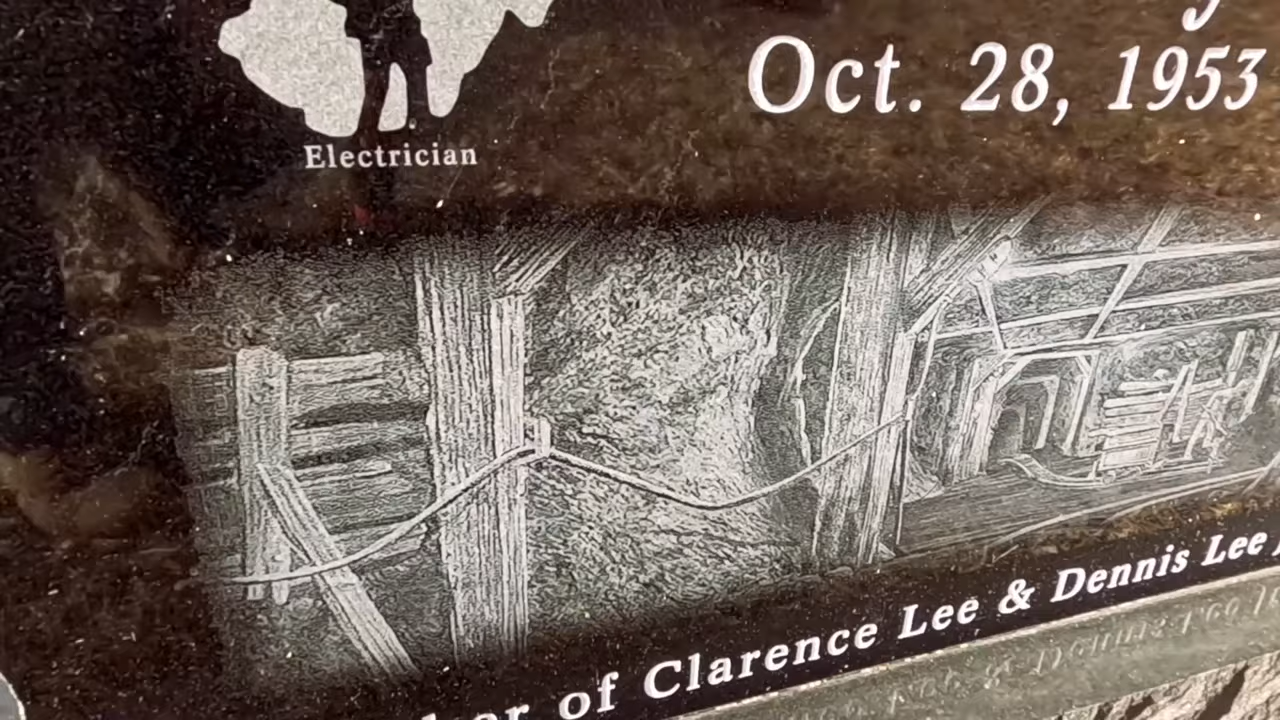 Oct. 28, 1953
Electrician
of Clarence Lee & Dennis Lee